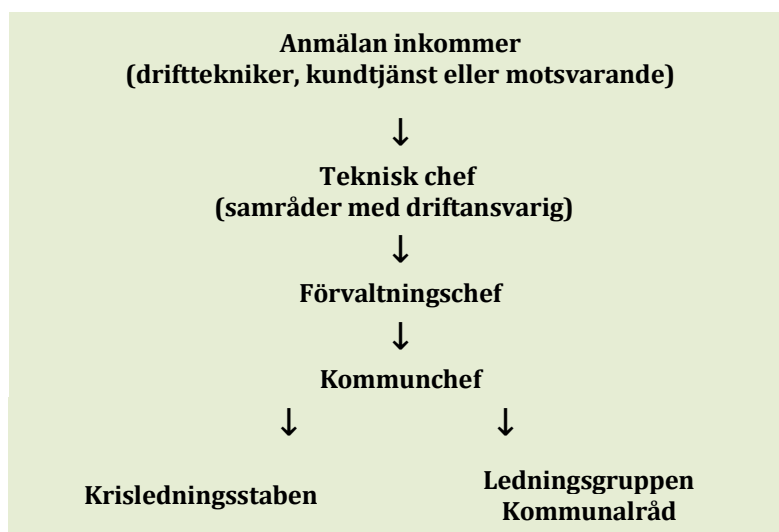 Anmälan inkommer
(drifttekniker, kundtjänst eller motsvarande)
↓
Teknisk chef
(samråder med driftansvarig)
↓
Förvaltningschef
↓
Kommunchef
↓ ↓
Krisledningsstaben
Ledningsgruppen
Kommunalråd